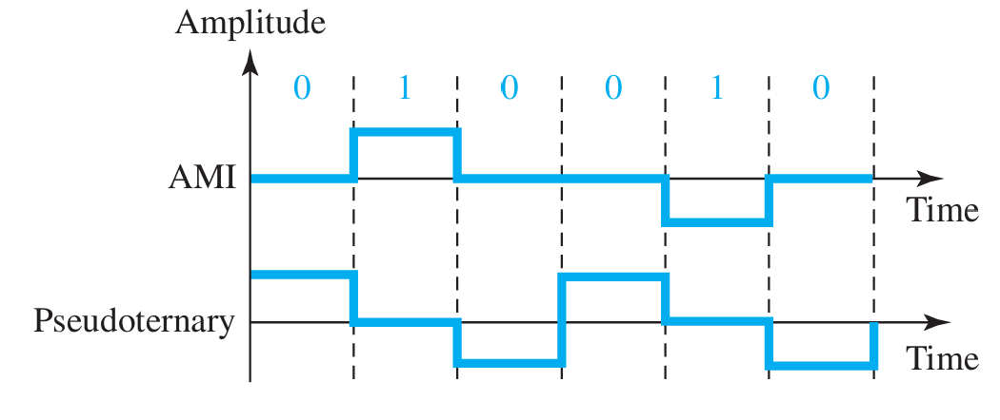 Amplitude
0 1 0 0 1 0
AMI
Time
Pseudoternary
Time